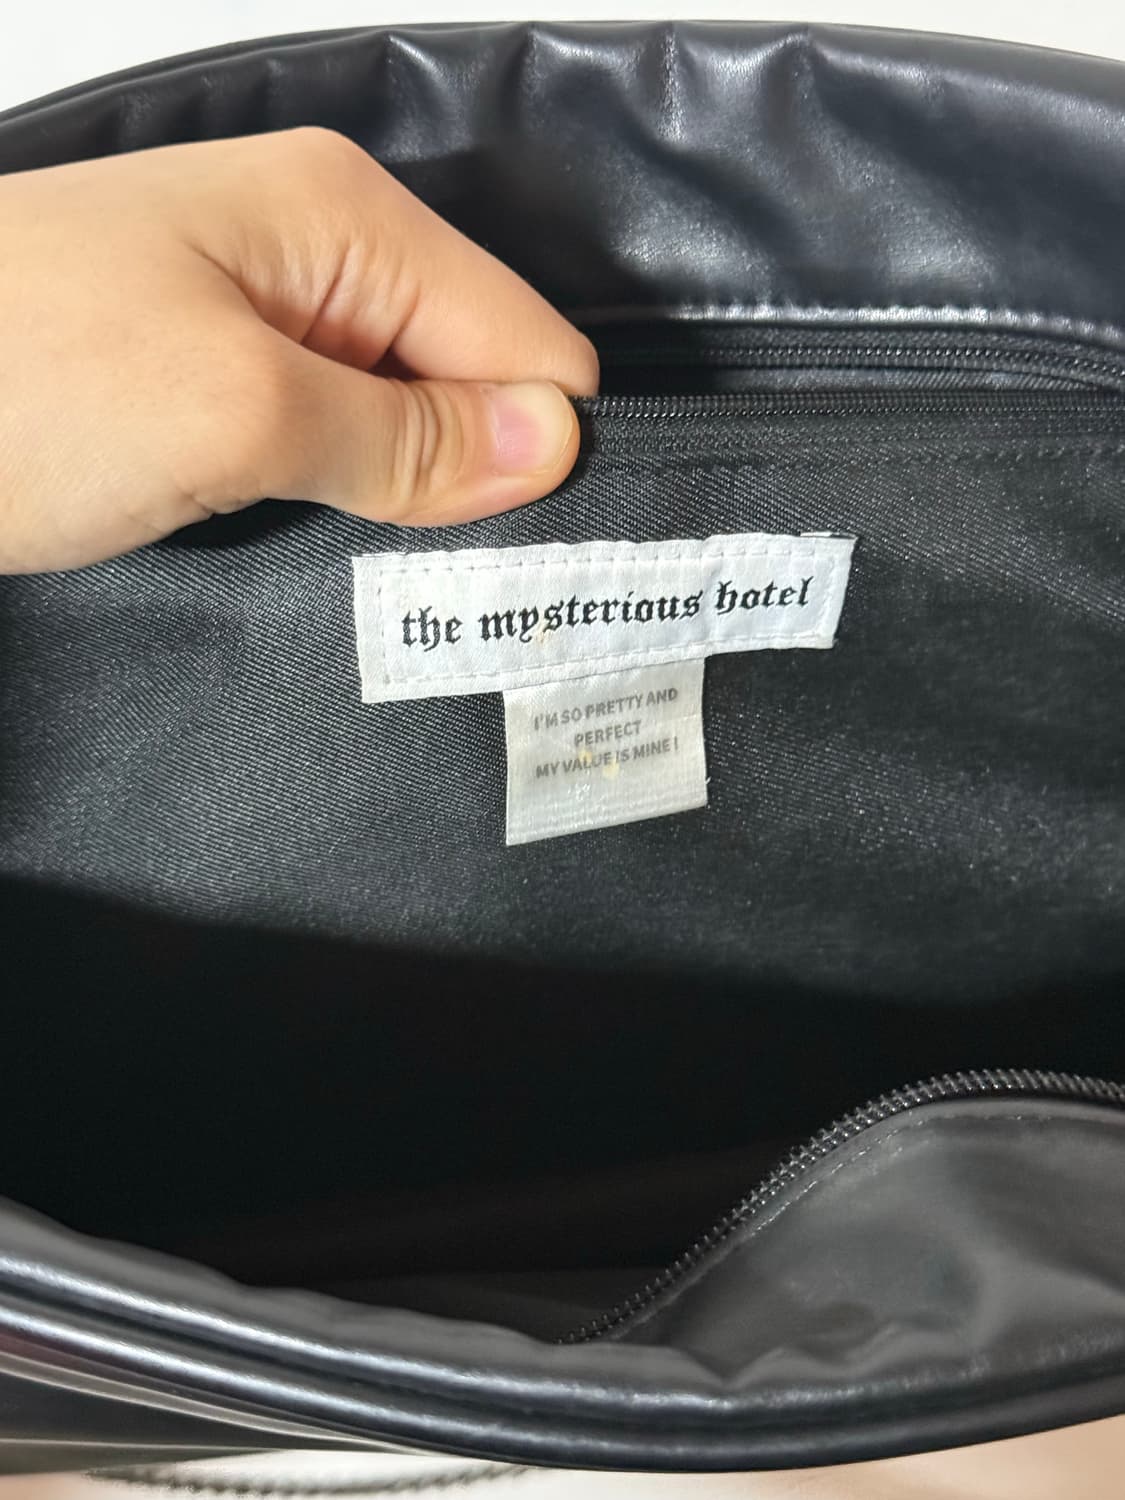 the mysterious hotel
I'M SO PRETTY AND
PERFECT
MY VALUE IS MINE!